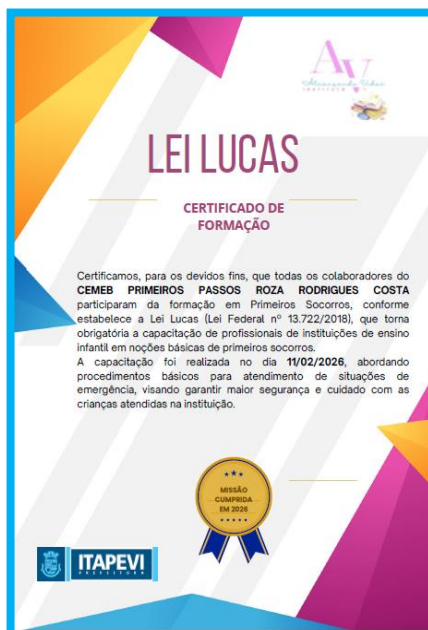 AV
INSTITUTO
LEI LUCAS
CERTIFICADO DE
FORMAÇÃO
Certificamos, para os devidos fins, que todas os colaboradores do
CEMEB PRIMEIROS PASSOS ROZA RODRIGUES COSTA
participaram da formação em Primeiros Socorros, conforme
estabelece a Lei Lucas (Lei Federal nº 13.722/2018), que torna
obrigatória a capacitação de profissionais de instituições de ensino
infantil em noções básicas de primeiros socorros.
A capacitação foi realizada no dia 11/02/2026, abordando
procedimentos básicos para atendimento de situações de
emergência, visando garantir maior segurança e cuidado com as
crianças atendidas na instituição.
MISSÃO
CUMPRIDA
EM 2026
ITAPEVI
PREFEITURA